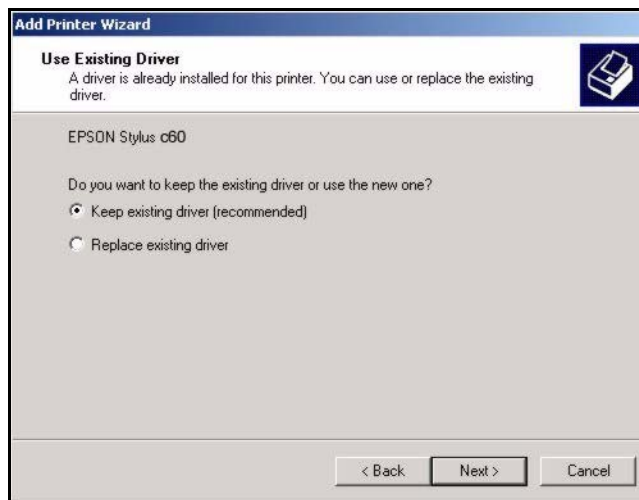 Add Printer Wizard
Use Existing Driver
A driver is already installed for this printer. You can use or replace the existing
driver.
EPSON Stylus c60
Do you want to keep the existing driver or use the new one?
Keep existing driver (recommended)
Replace existing driver
< Back Next > Cancel